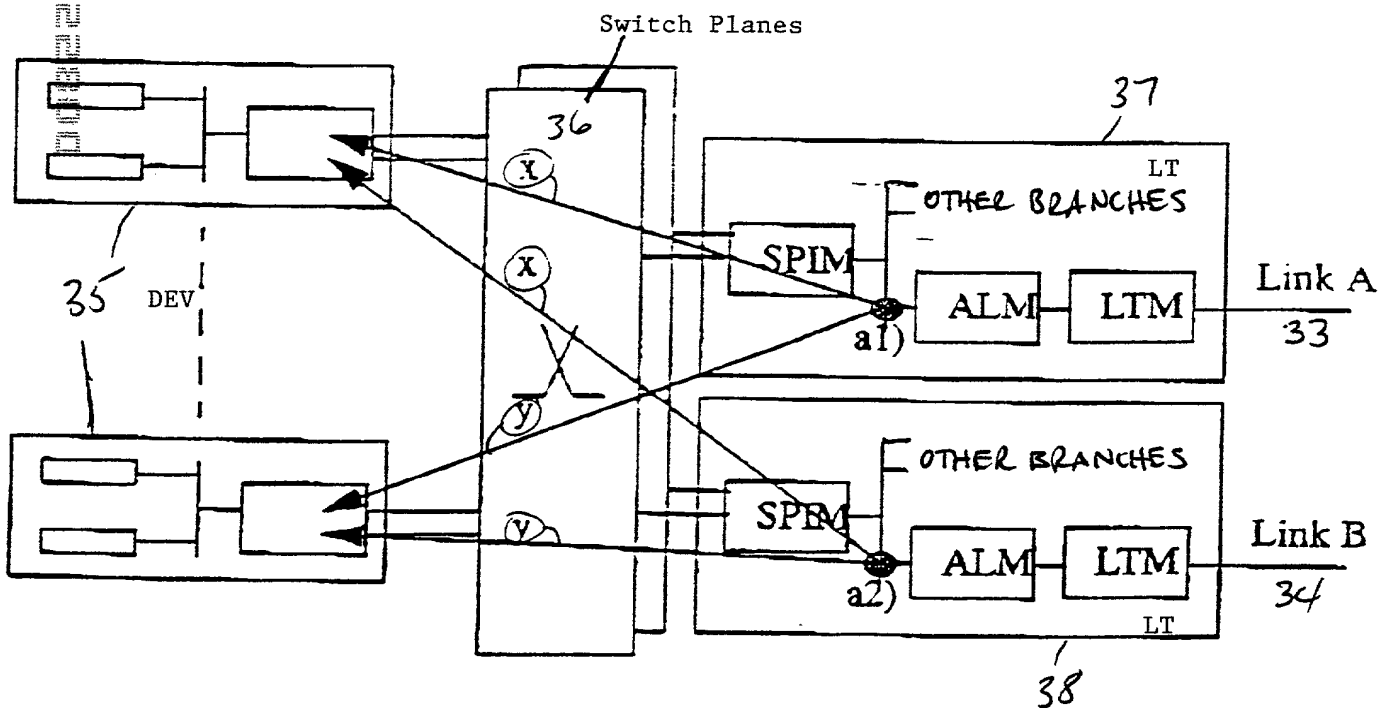 Switch Planes
36
37
LT
X
OTHER BRANCHES
SPIM
X
Link A
ALM
LTM
a1)
33
35
DEV
y
OTHER BRANCHES
SPIM
y
Link B
ALM
LTM
a2)
34
LT
38